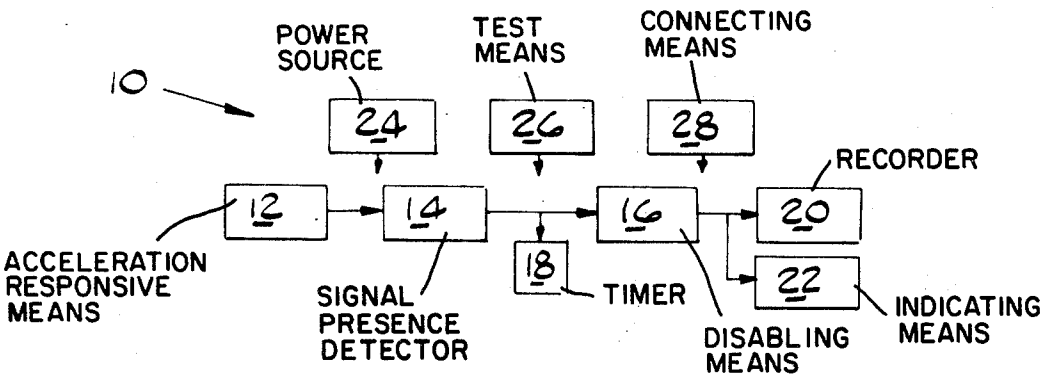 10
POWER
SOURCE
TEST
MEANS
CONNECTING
MEANS
24
26
28
RECORDER
12
14
16
20
18
22
ACCELERATION
RESPONSIVE
MEANS
SIGNAL
PRESENCE
DETECTOR
TIMER
DISABLING
MEANS
INDICATING
MEANS